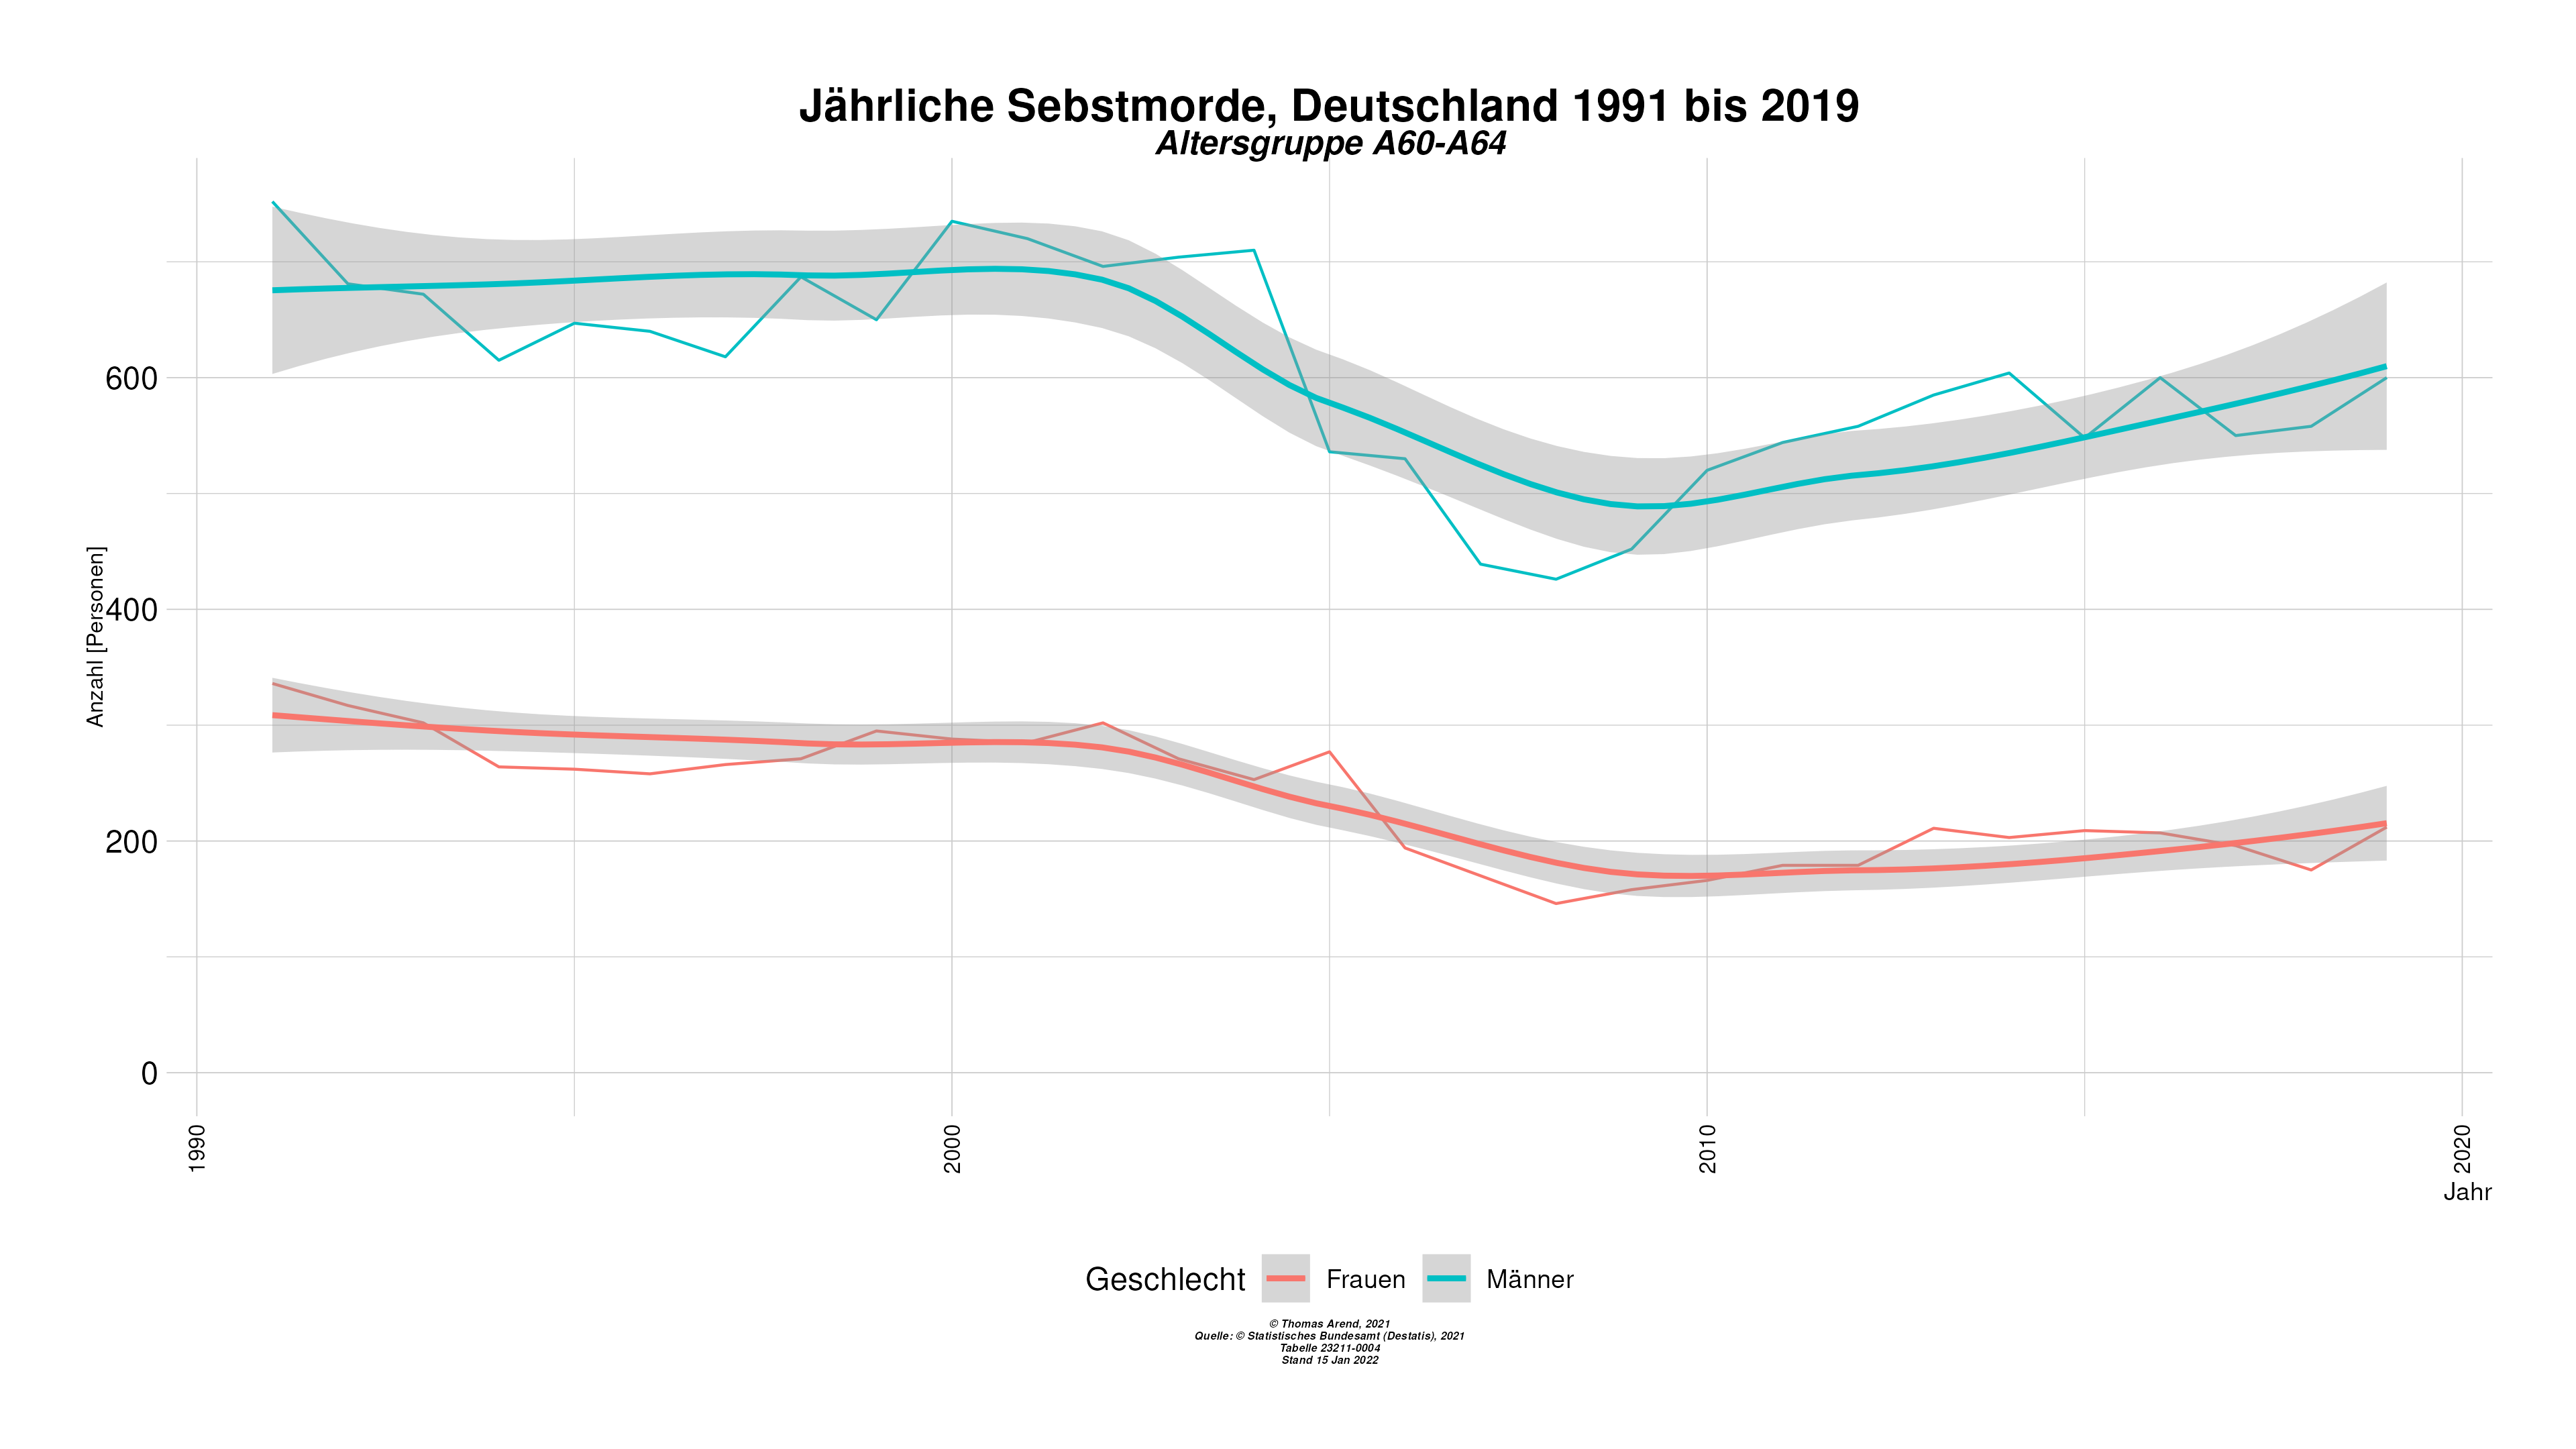 Jährliche Sebstmorde, Deutschland 1991 bis 2019
Altersgruppe A60-A64
Anzahl [Personen]
600
400
200
0
1990
2000
2010
2020
Jahr
Geschlecht Frauen Männer
© Thomas Arend, 2021
Quelle: © Statistisches Bundesamt (Destatis), 2021
Tabelle 23211-0004
Stand 15 Jan 2022